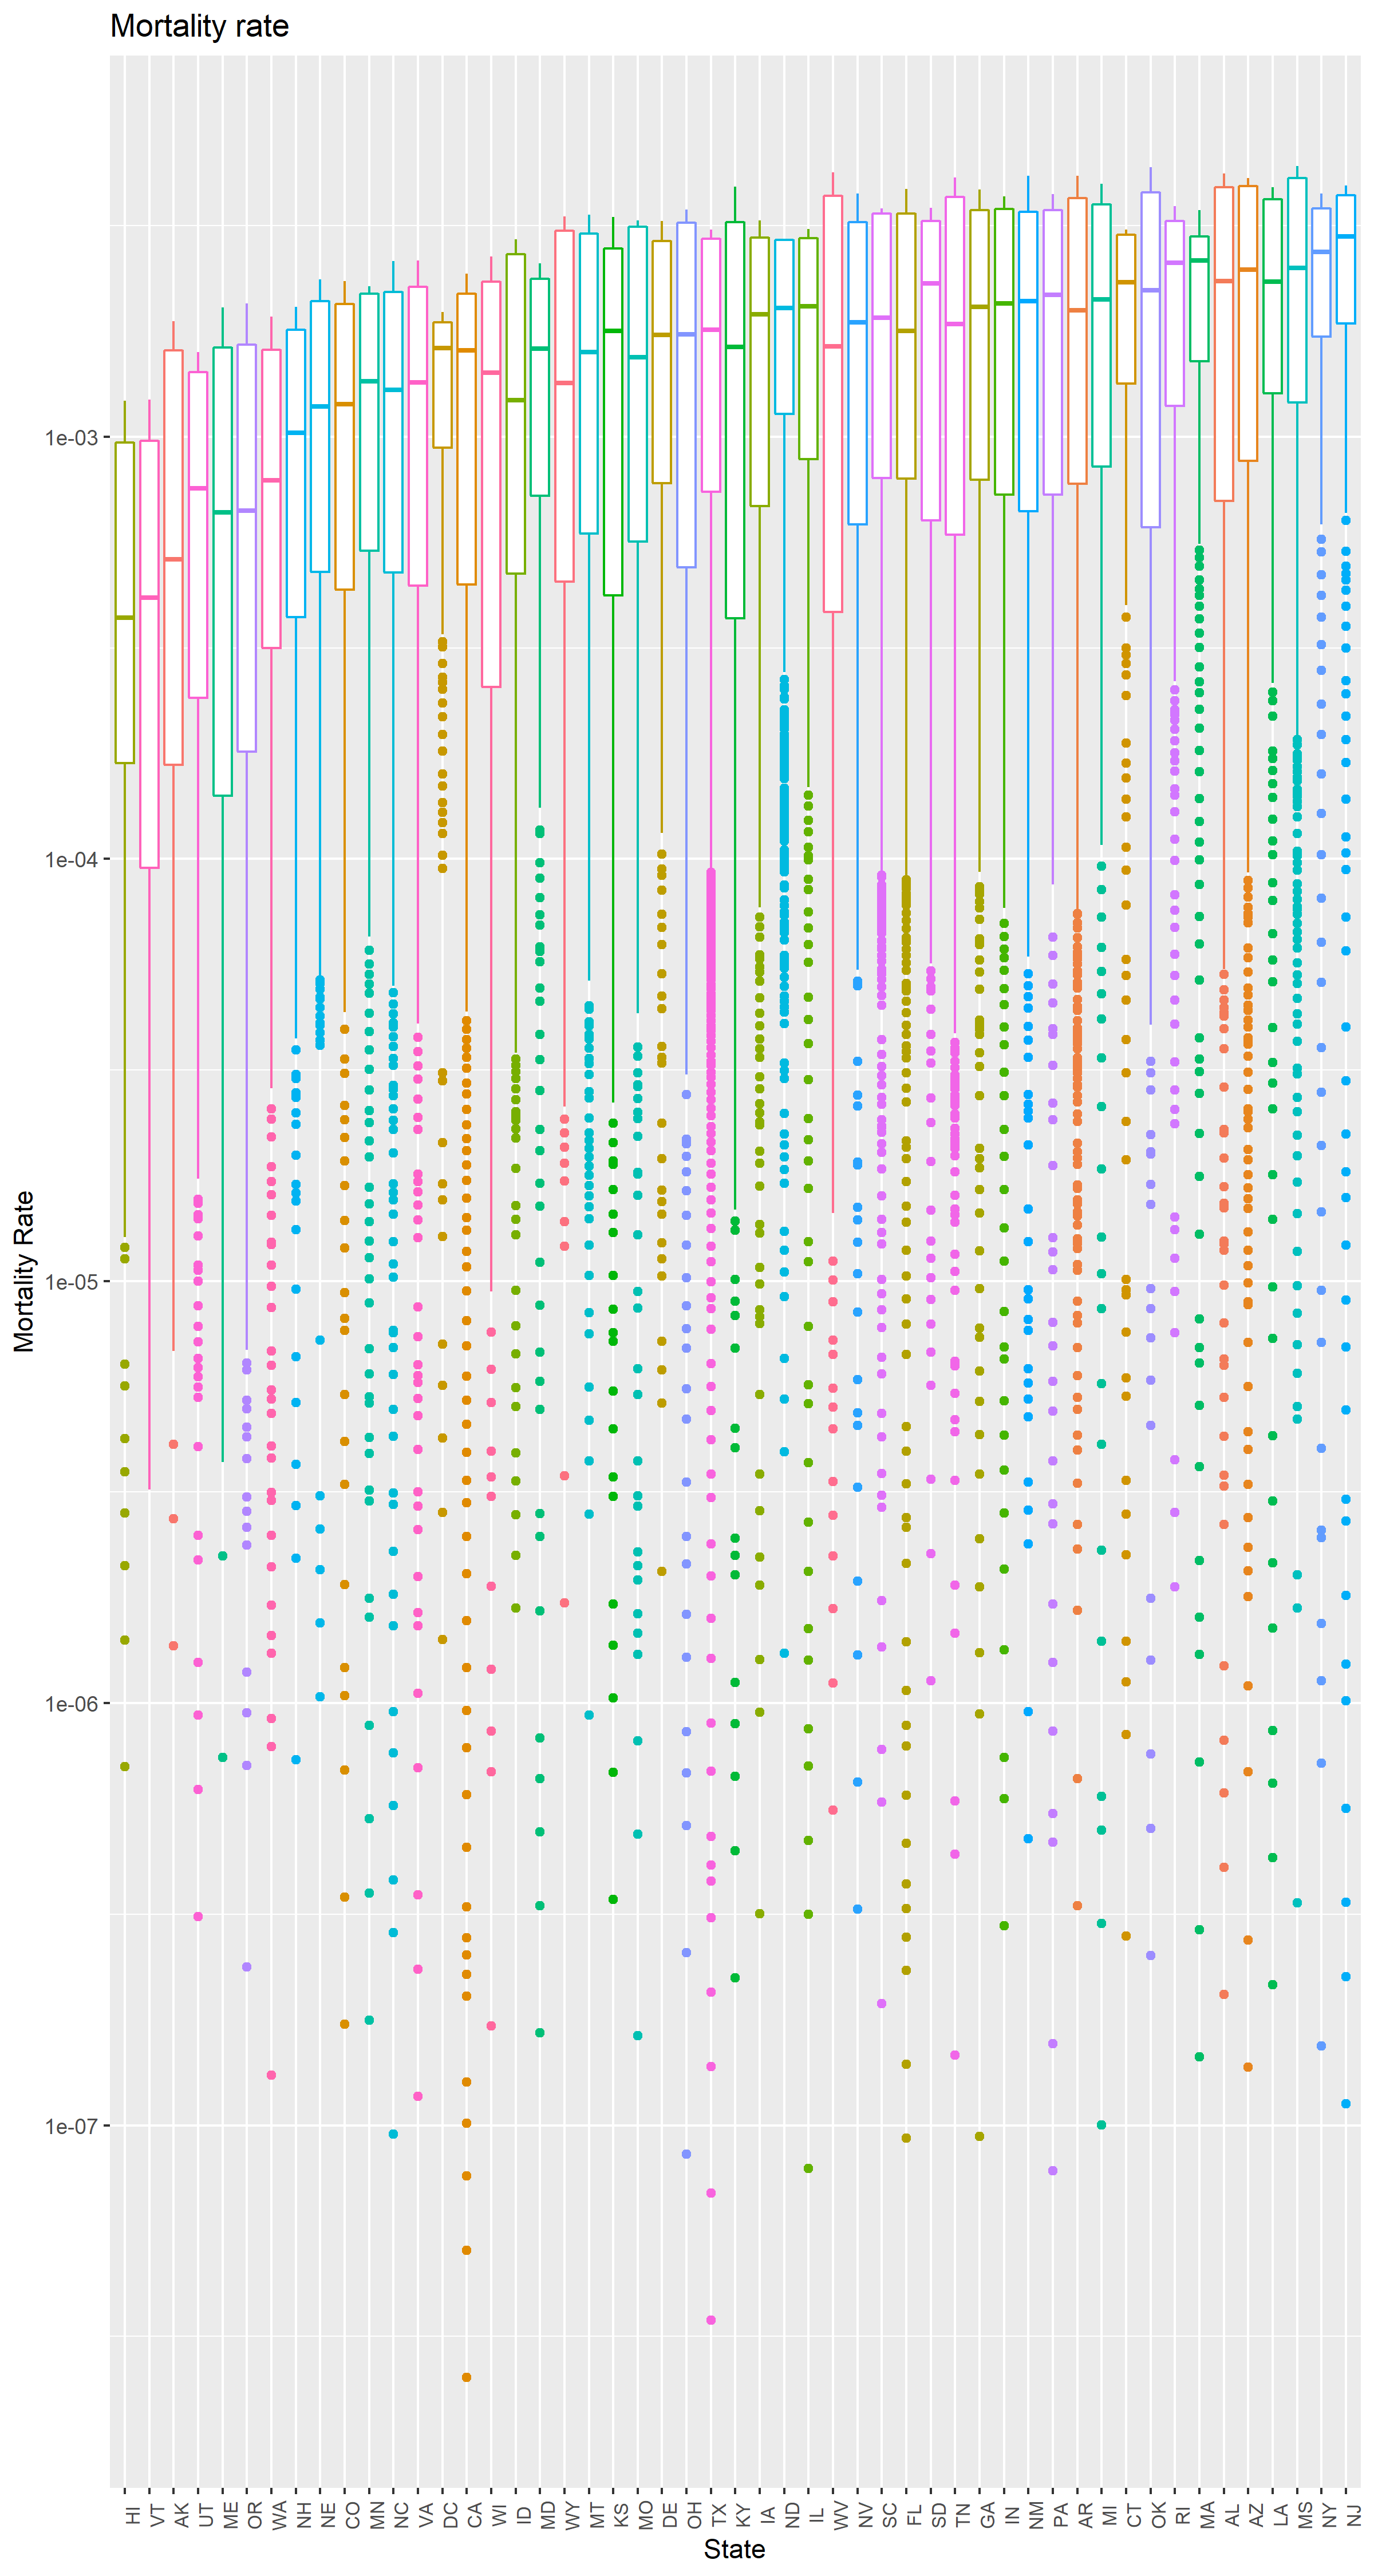 Mortality rate
1e-03
1e-04
1e-05
1e-06
1e-07
Mortality Rate
HI VT AK UT ME OR WA NH NE CO MN NC VA DC CA WI ID MD WY MT KS MO DE OH TX KY IA ND IL WV NV SC FL SD TN GA IN NM PA AR MI CT OK RI MA AL AZ LA MS NY NJ
State